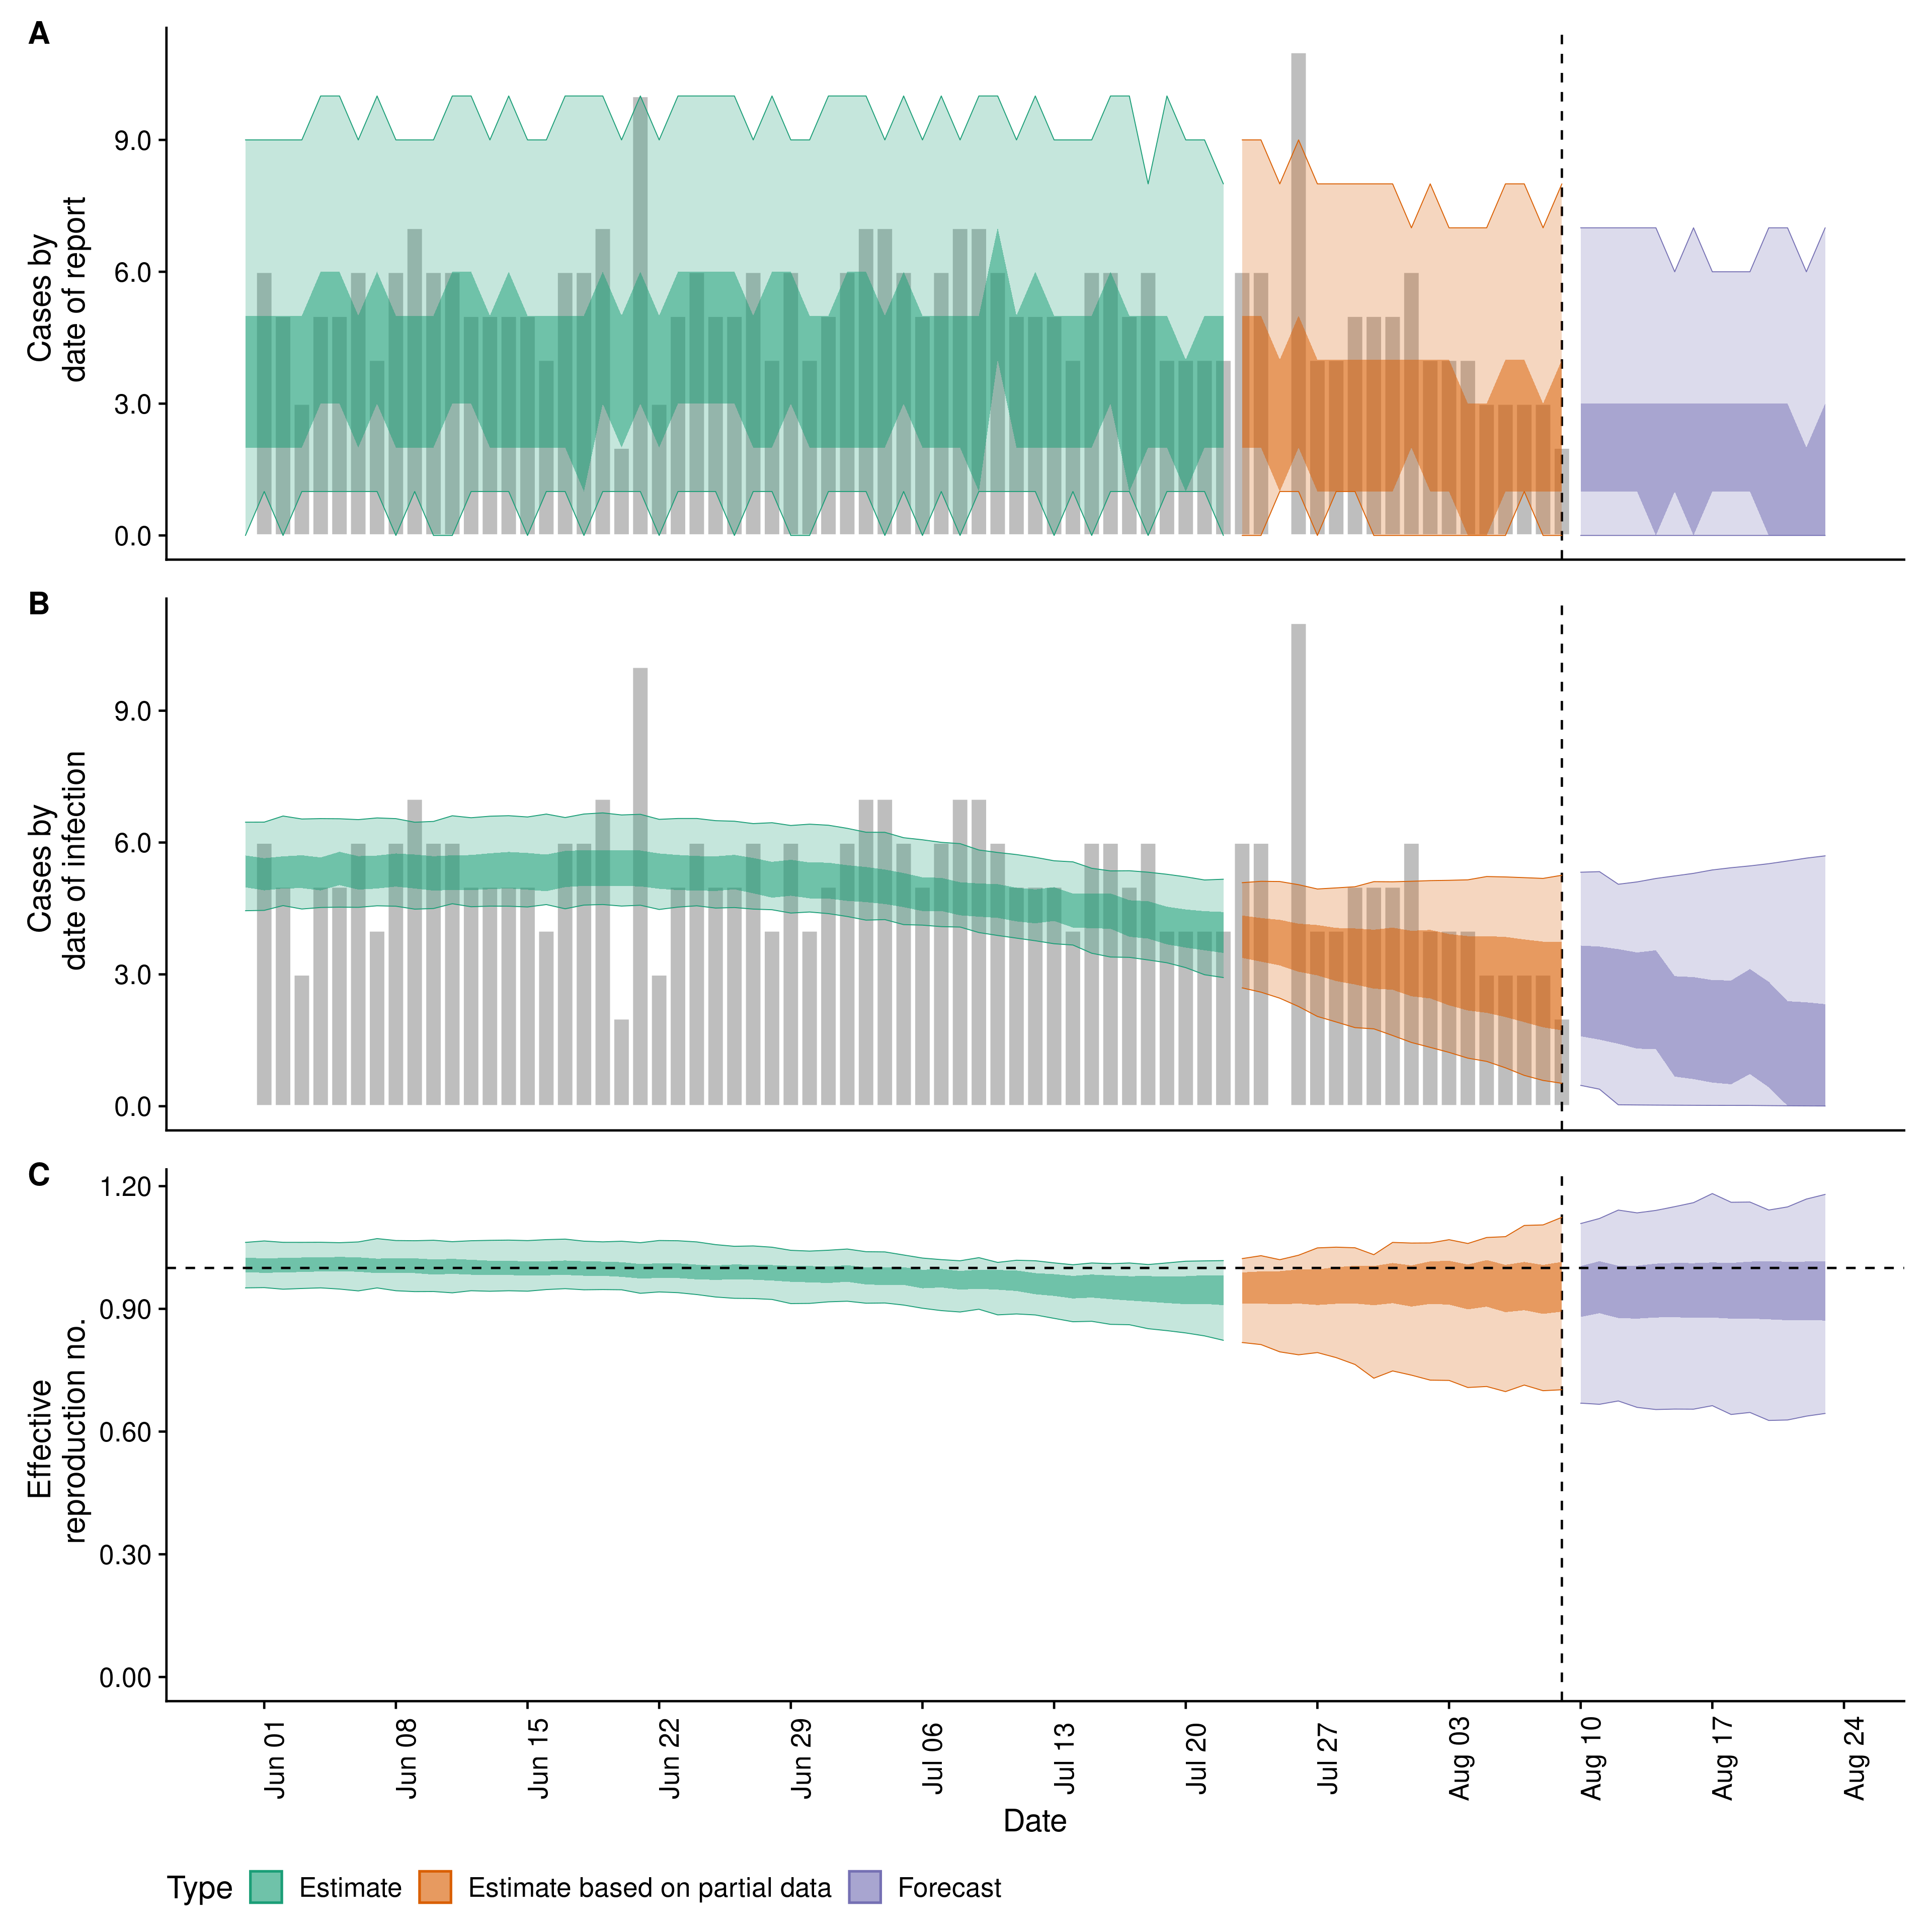 A
Cases by
date of report
9.0
6.0
3.0
0.0
B
Cases by
date of infection
9.0
6.0
3.0
0.0
C
Effective
reproduction no.
1.20
0.90
0.60
0.30
0.00
Jun 01
Jun 08
Jun 15
Jun 22
Jun 29
Jul 06
Jul 13
Jul 20
Jul 27
Aug 03
Aug 10
Aug 17
Aug 24
Date
Type Estimate Estimate based on partial data Forecast